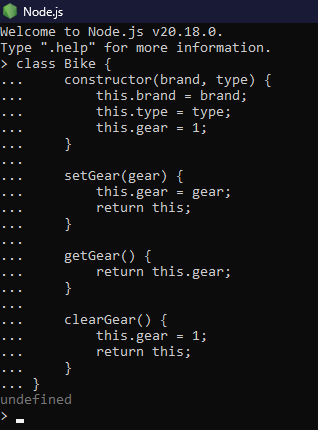 Node.js
Welcome to Node.js v20.18.0.
Type ".help" for more information.
> class Bike {
...     constructor(brand, type) {
...         this.brand = brand;
...         this.type = type;
...         this.gear = 1;
...     }
...
...     setGear(gear) {
...         this.gear = gear;
...         return this;
...     }
...
...     getGear() {
...         return this.gear;
...     }
...
...     clearGear() {
...         this.gear = 1;
...         return this;
...     }
... }
undefined
>